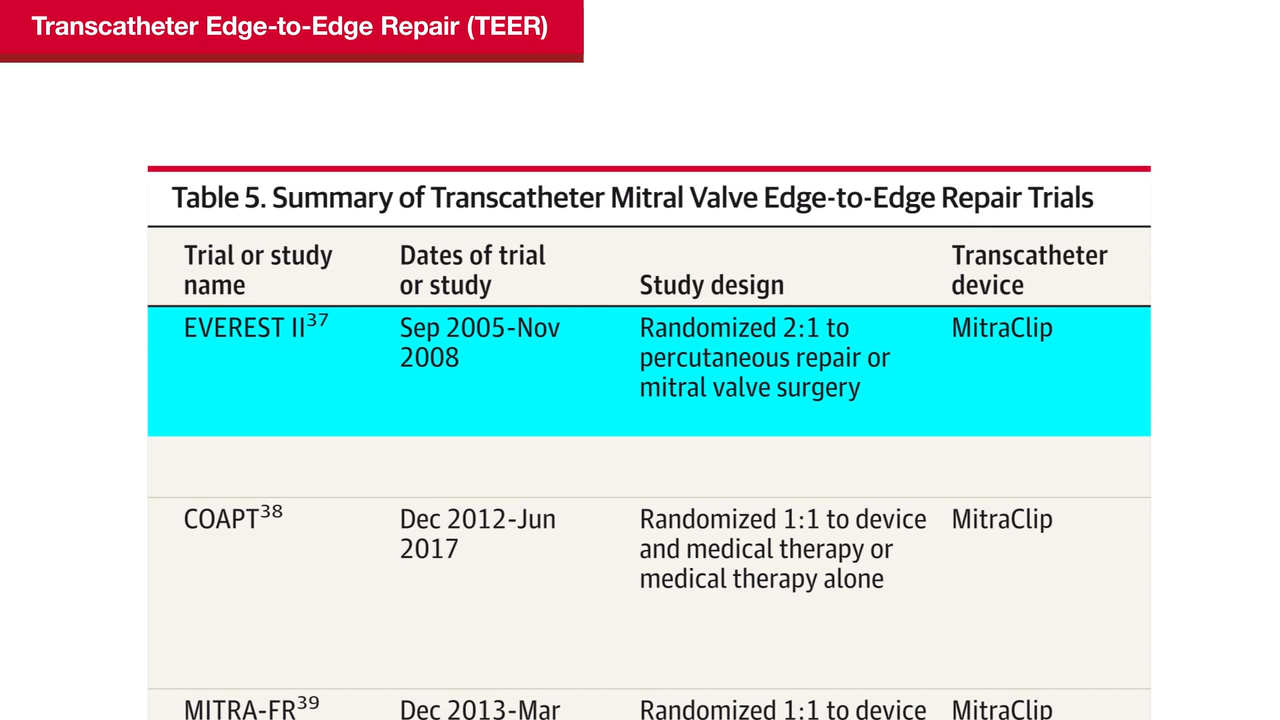 Transcatheter Edge-to-Edge Repair (TEER)
Table 5. Summary of Transcatheter Mitral Valve Edge-to-Edge Repair Trials
Trial or study name
Dates of trial or study
Study design
Transcatheter device
EVEREST II37
Sep 2005-Nov 2008
Randomized 2:1 to percutaneous repair or mitral valve surgery
MitraClip
COAPT38
Dec 2012-Jun 2017
Randomized 1:1 to device and medical therapy or medical therapy alone
MitraClip
MITRA-FR39
Dec 2013-Mar
Randomized 1:1 to device
MitraClip